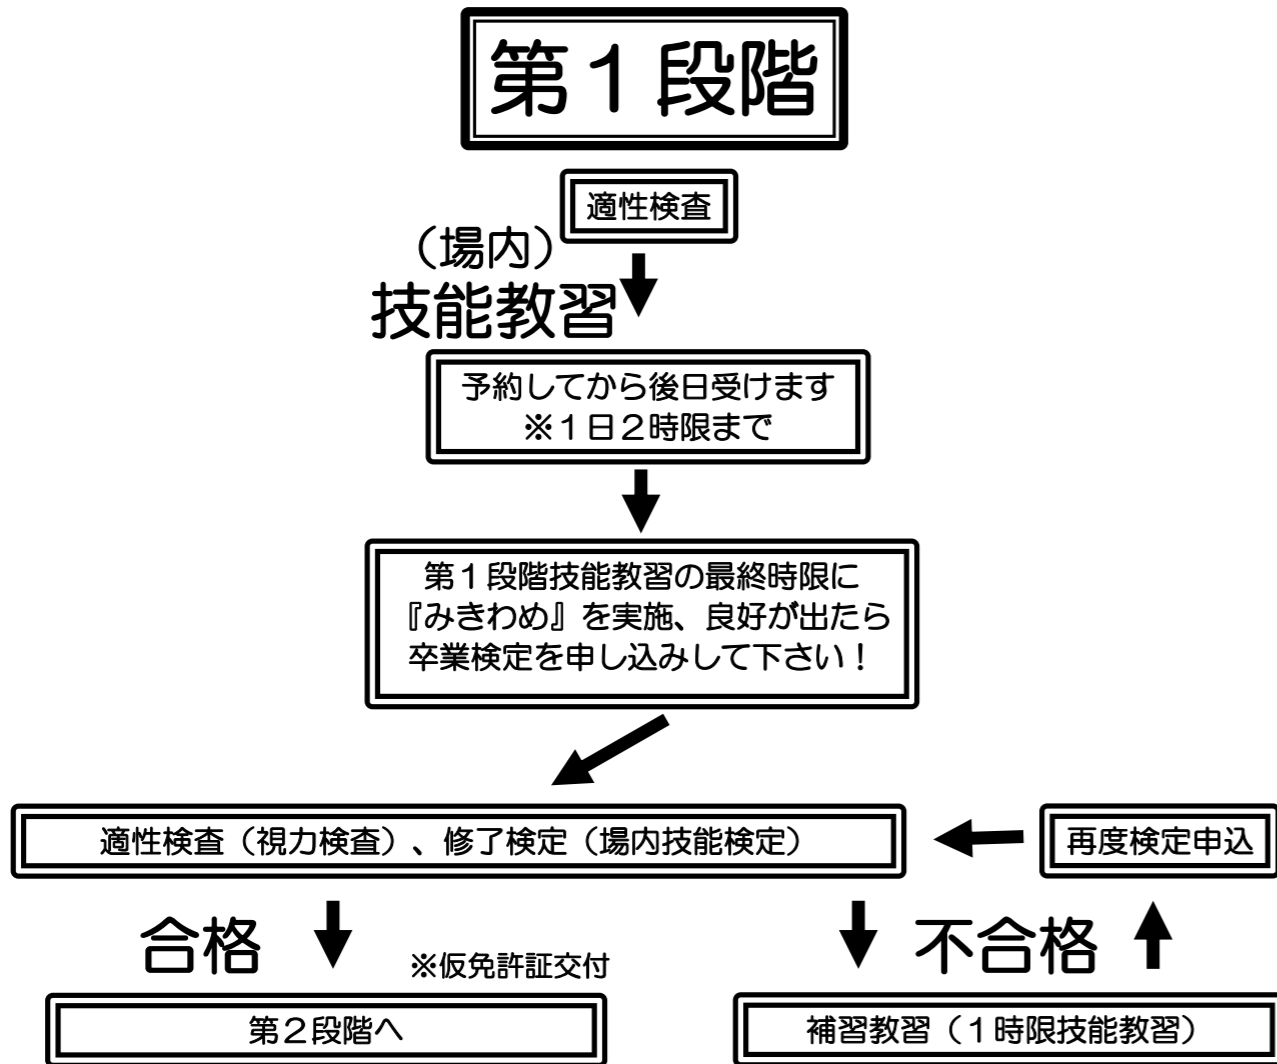 第１段階
適性検査
（場内）
技能教習
予約してから後日受けます
※１日２時限まで
第１段階技能教習の最終時限に
『みきわめ』を実施、良好が出たら
卒業検定を申し込みして下さい！
適性検査（視力検査）、修了検定（場内技能検定）
再度検定申込
合格
不合格
※仮免許証交付
第２段階へ
補習教習（１時限技能教習）